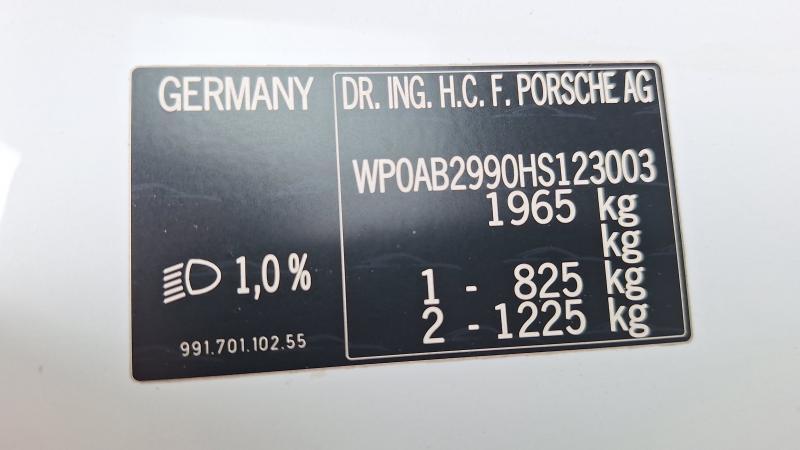 GERMANY
DR. ING. H.C. F. PORSCHE AG
WP0AB2990HS123003
1965 kg
kg
1 - 825 kg
2 - 1225 kg
1,0%
991.701.102.55